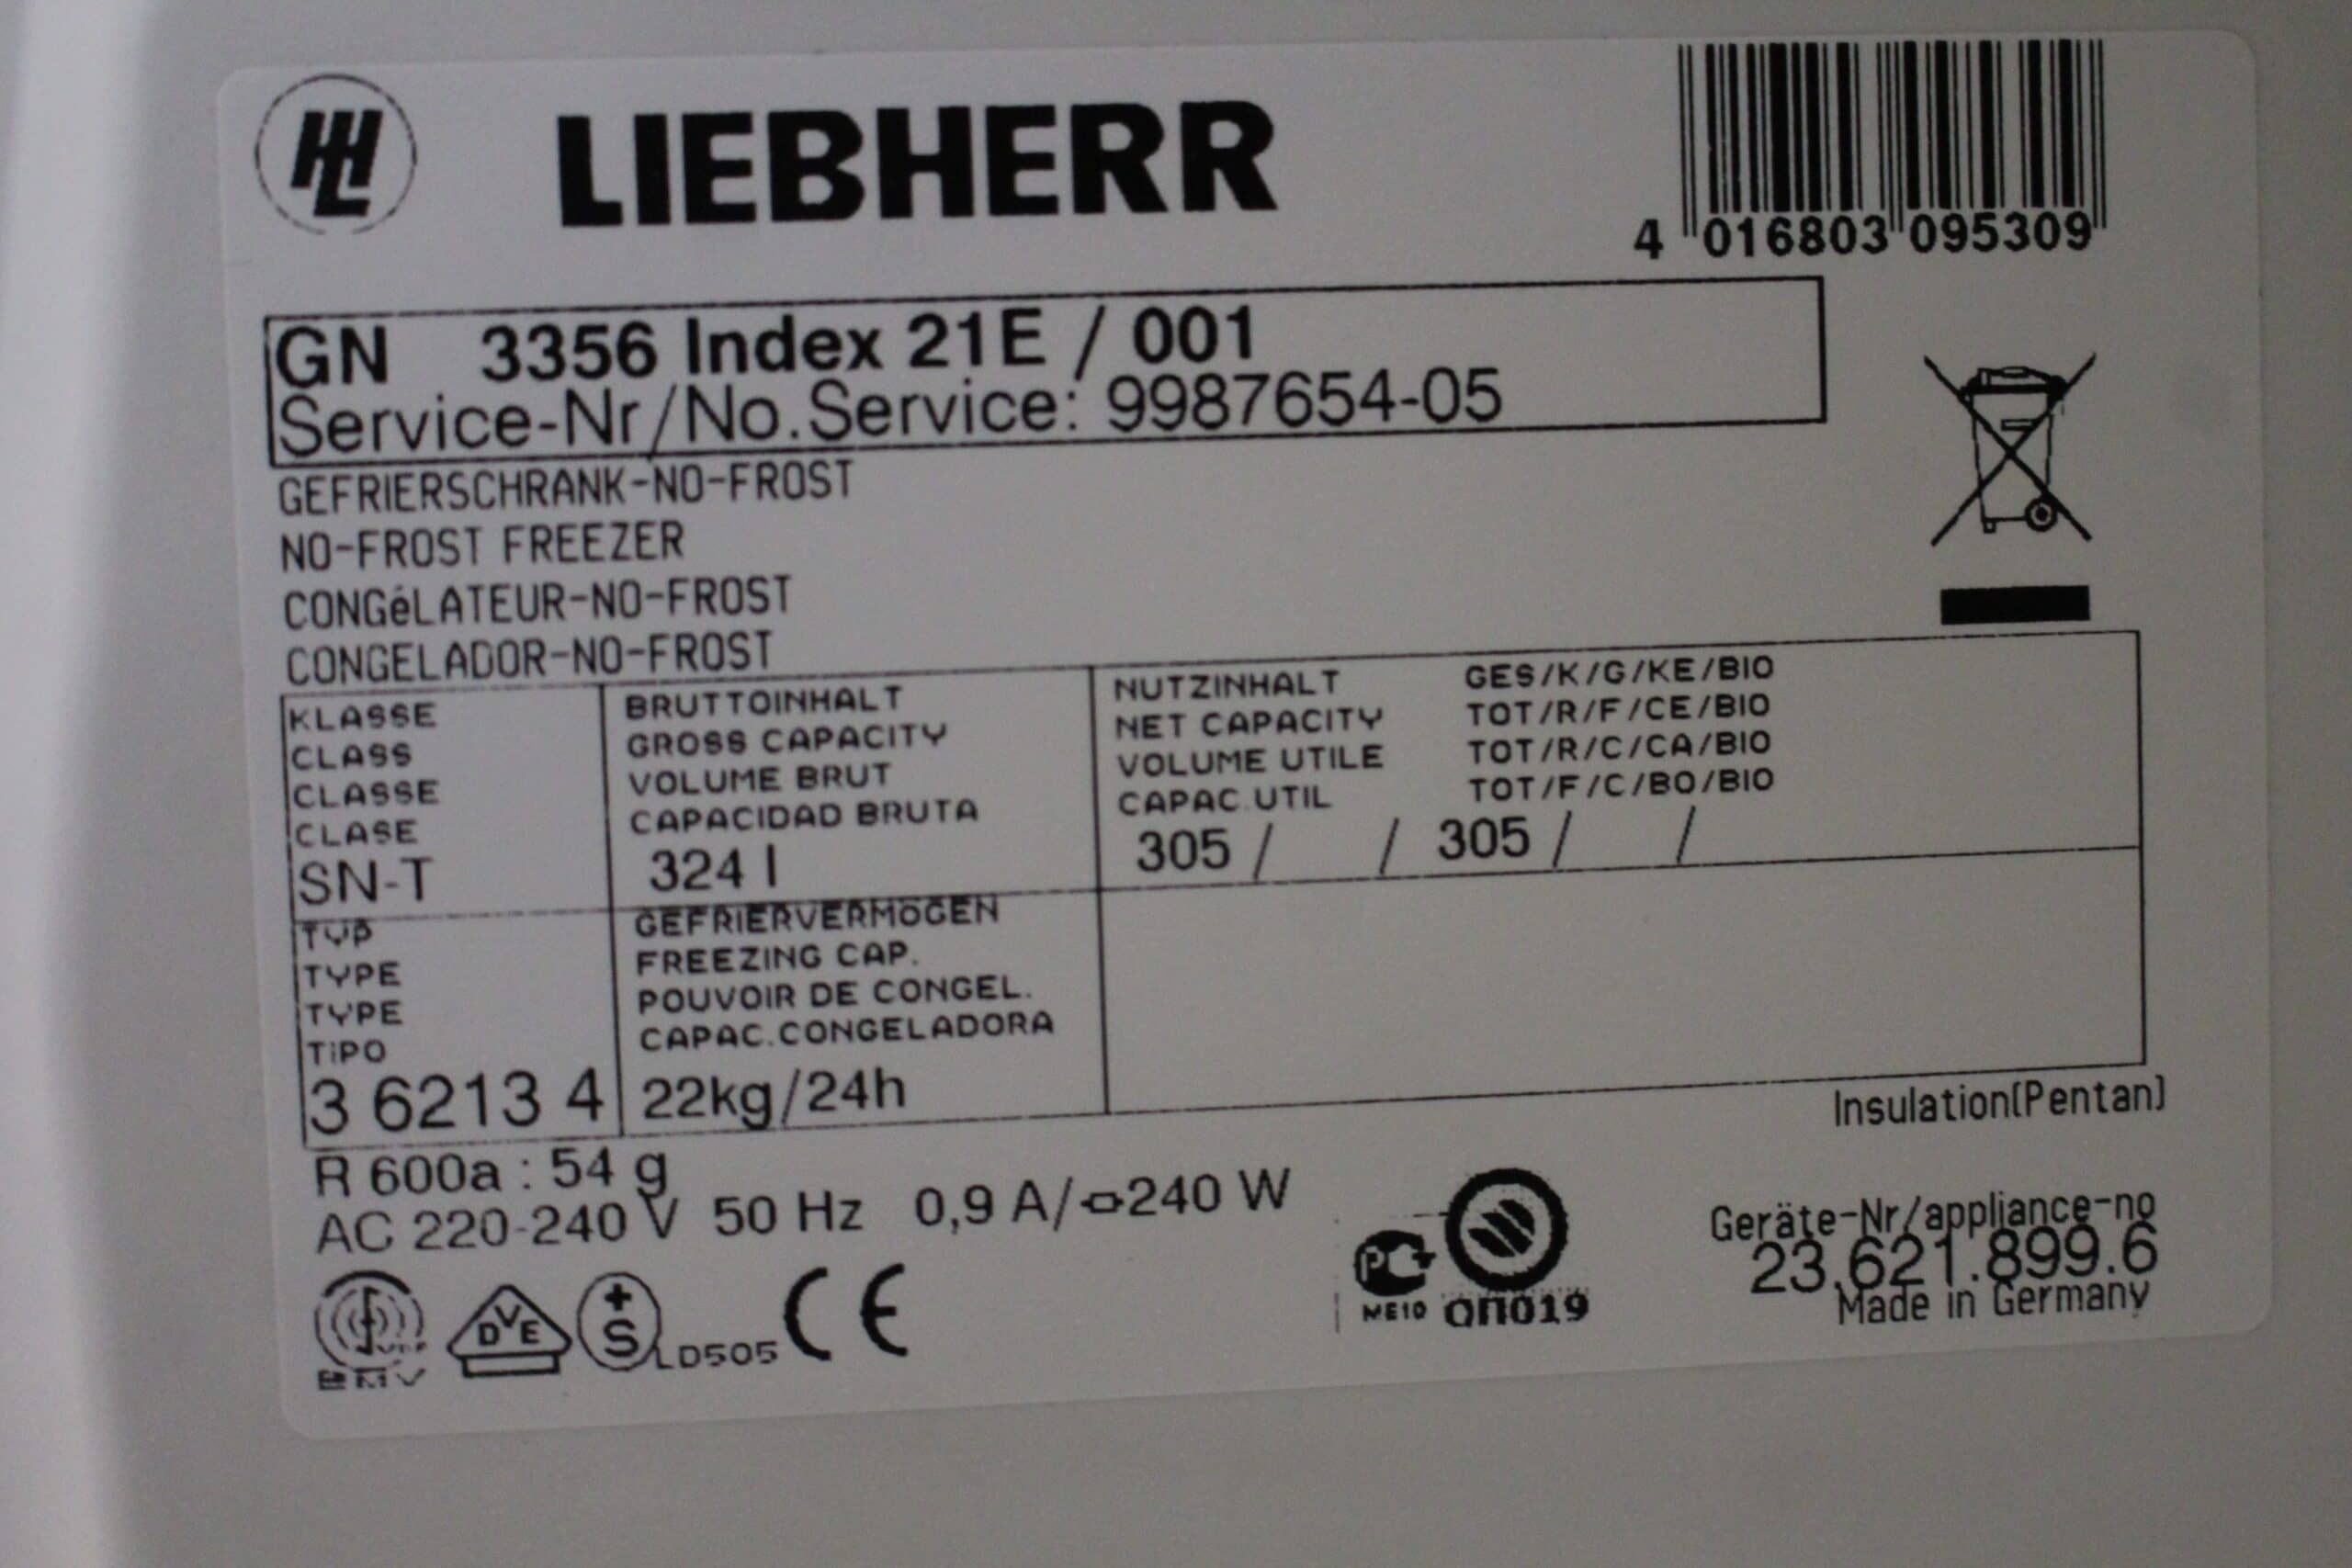 LIEBHERR
4 016803 095309
GN 3356 Index 21E / 001
Service-Nr/No.Service: 9987654-05
GEFRIERSCHRANK-NO-FROST
NO-FROST FREEZER
CONGéLATEUR-NO-FROST
CONGELADOR-NO-FROST
KLASSE
CLASS
CLASSE
CLASE
SN-T
BRUTTOINHALT
GROSS CAPACITY
VOLUME BRUT
CAPACIDAD BRUTA
324 l
NUTZINHALT GES/K/G/KE/BIO
NET CAPACITY TOT/R/F/CE/BIO
VOLUME UTILE TOT/R/C/CA/BIO
CAPAC.UTIL TOT/F/C/BO/BIO
305 / / 305 / /
TYP
TYPE
TYPE
TIPO
3 6213 4
GEFRIERVERMöGEN
FREEZING CAP.
POUVOIR DE CONGEL.
CAPAC.CONGELADORA
22kg/24h
Insulation(Pentan)
R 600a : 54 g
AC 220-240 V 50 Hz 0,9 A/ 240 W
Geräte-Nr/appliance-no
23.621.899.6
Made in Germany
EMV
DVE
+S
LD505
CE
PC
ME10
ОП019